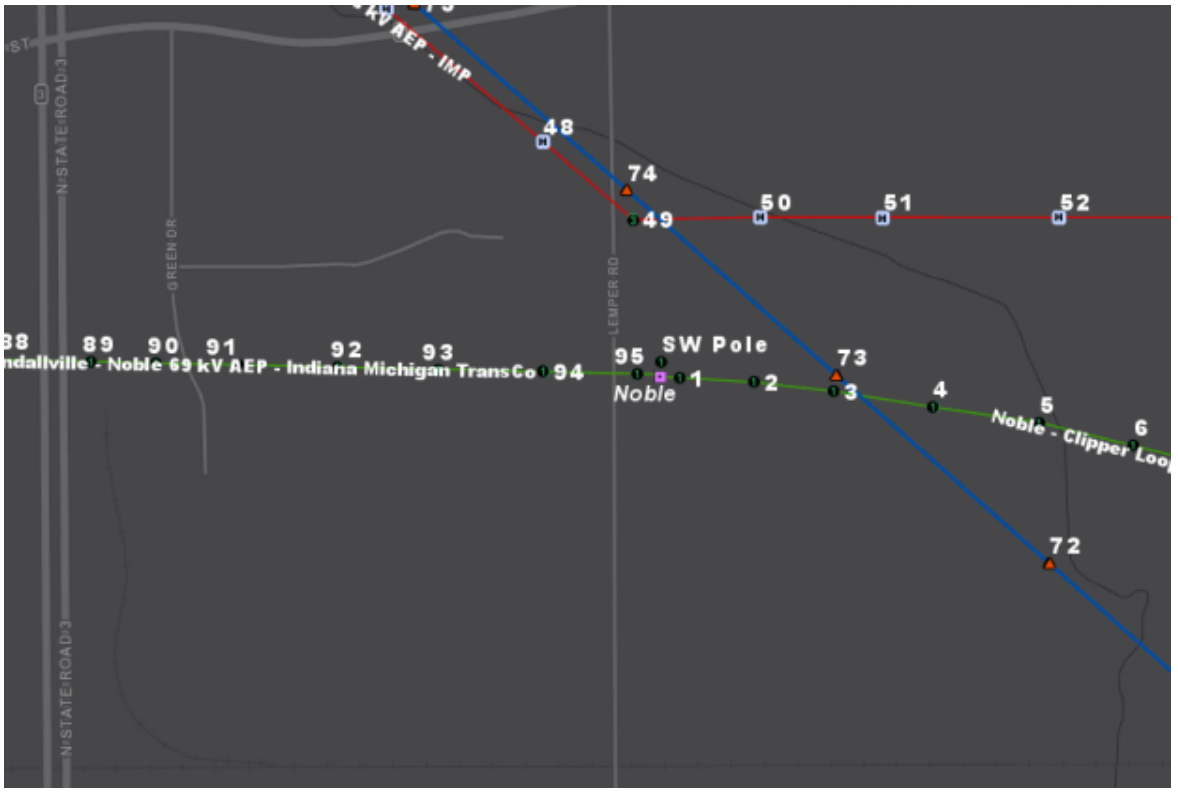 75
kV AEP - IMP
ST
3
N STATE ROAD 3
48
74
49
50
51
52
GREEN DR
LEMPER RD
88
89
90
91
92
93
94
95
SW Pole
ndallville - Noble 69 kV AEP - Indiana Michigan TransCo
Noble
1
2
73
3
4
5
6
Noble - Clipper Loop
72
N STATE ROAD 3